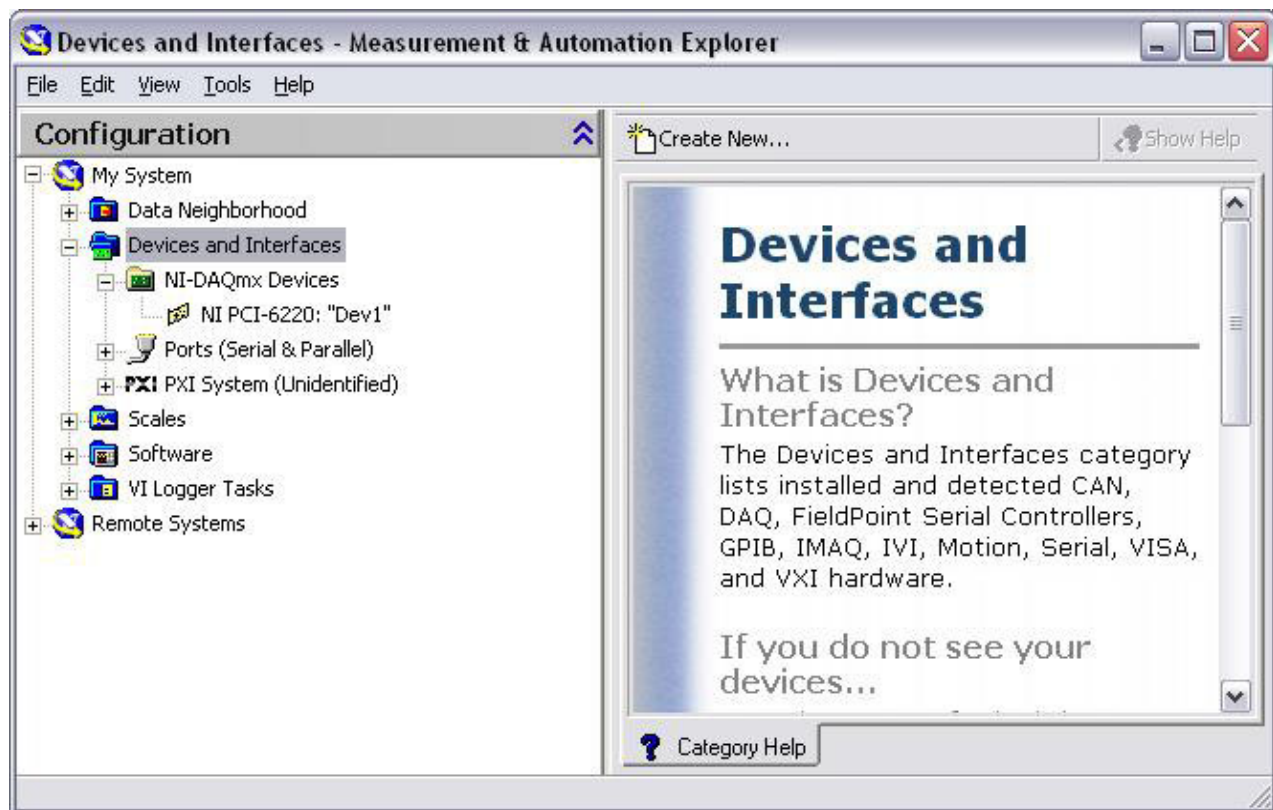 Devices and Interfaces - Measurement & Automation Explorer
File Edit View Tools Help
Configuration
My System
Data Neighborhood
Devices and Interfaces
NI-DAQmx Devices
NI PCI-6220: "Dev1"
Ports (Serial & Parallel)
PXI PXI System (Unidentified)
Scales
Software
VI Logger Tasks
Remote Systems
Create New...
Show Help
Devices and
Interfaces
What is Devices and
Interfaces?
The Devices and Interfaces category
lists installed and detected CAN,
DAQ, FieldPoint Serial Controllers,
GPIB, IMAQ, IVI, Motion, Serial, VISA,
and VXI hardware.
If you do not see your
devices...
Category Help